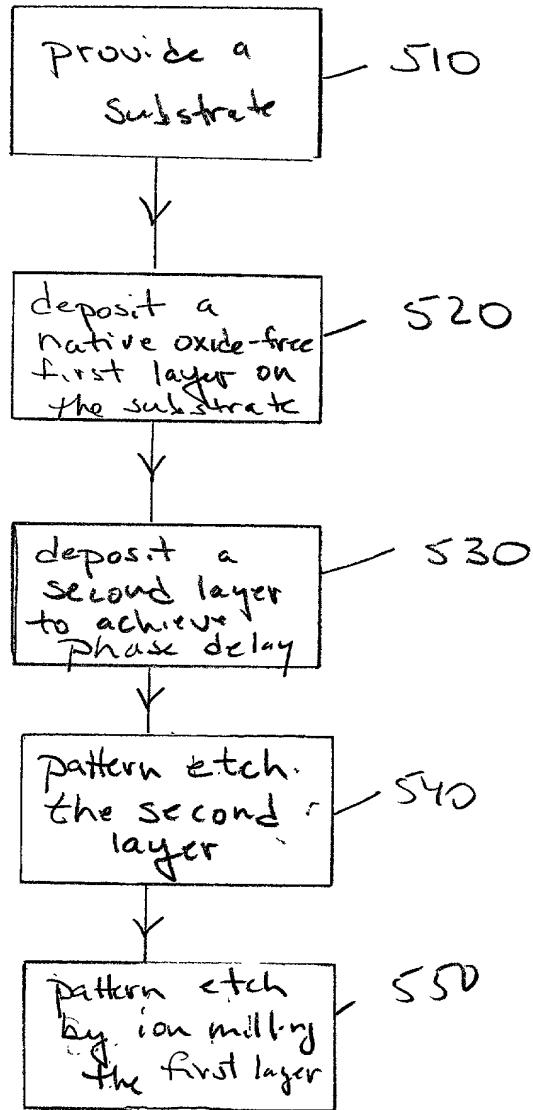 provide a
substrate
510
deposit a
native oxide-free
first layer on
the substrate
520
deposit a
second layer
to achieve
phase delay
530
pattern etch
the second
layer
540
pattern etch
by ion milling
the first layer
550